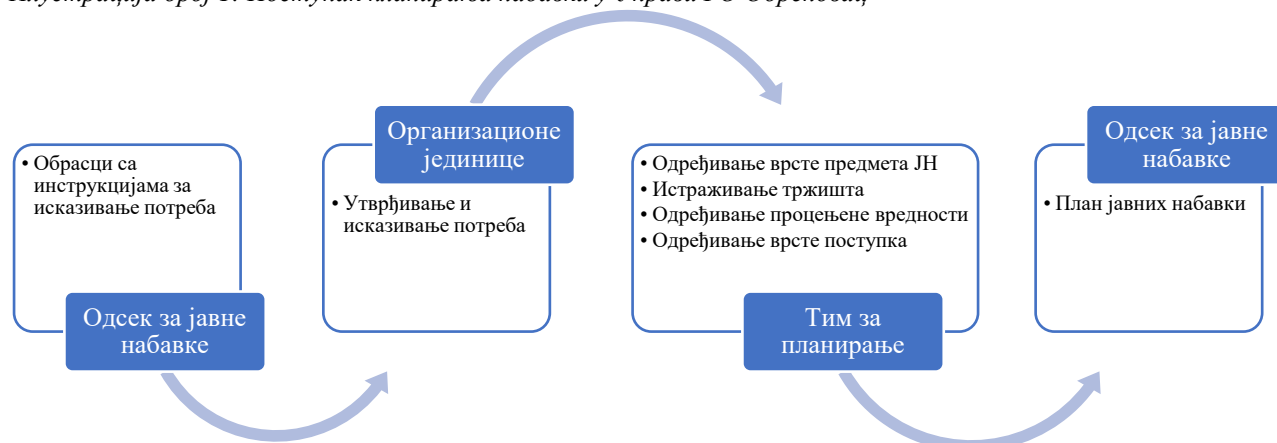 • Обрасци са
инструкцијама за
исказивање потреба
Одсек за јавне
набавке
Организационе
јединице
• Утврђивање и
исказивање потреба
• Одређивање врсте предмета ЈН
• Истраживање тржишта
• Одређивање процењене вредности
• Одређивање врсте поступка
Тим за
планирање
Одсек за јавне
набавке
• План јавних набавки